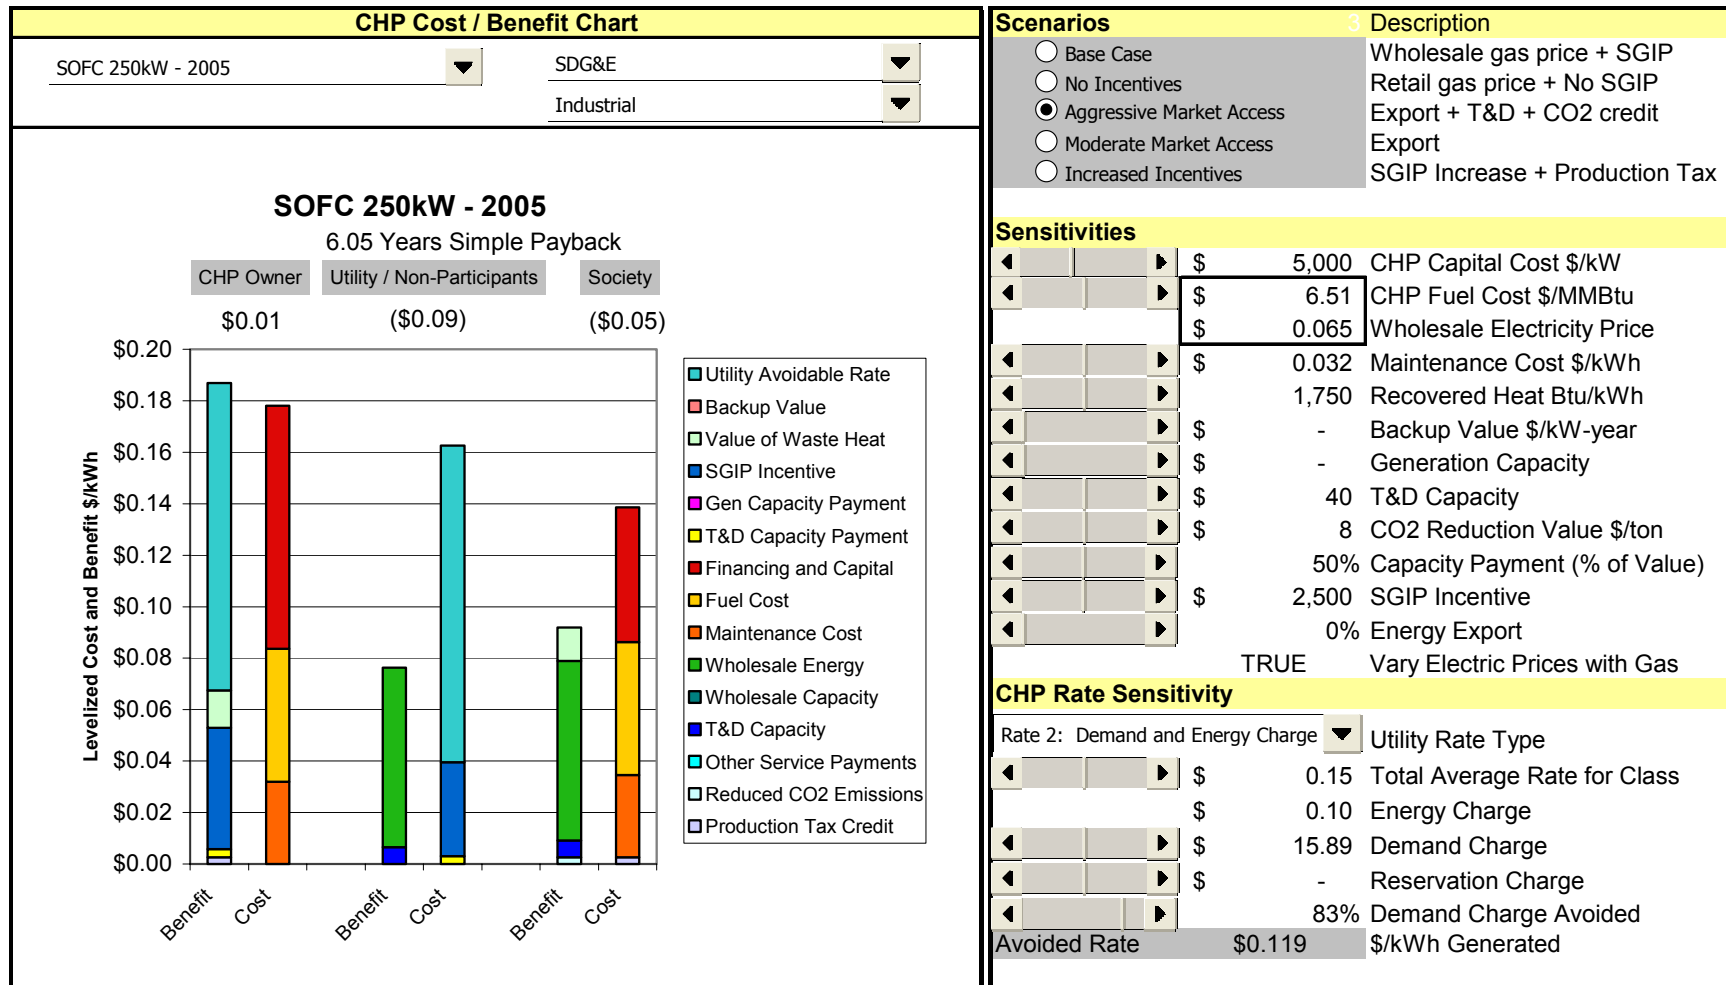 CHP Cost / Benefit Chart
SOFC 250kW - 2005
SDG&E
Industrial
SOFC 250kW - 2005
6.05 Years Simple Payback
CHP Owner Utility / Non-Participants Society
$0.01 ($0.09) ($0.05)
Levelized Cost and Benefit $/kWh
$0.20
$0.18
$0.16
$0.14
$0.12
$0.10
$0.08
$0.06
$0.04
$0.02
$0.00
Benefit Cost Benefit Cost Benefit Cost
Utility Avoidable Rate
Backup Value
Value of Waste Heat
SGIP Incentive
Gen Capacity Payment
T&D Capacity Payment
Financing and Capital
Fuel Cost
Maintenance Cost
Wholesale Energy
Wholesale Capacity
T&D Capacity
Other Service Payments
Reduced CO2 Emissions
Production Tax Credit
Scenarios 3 Description
Base Case Wholesale gas price + SGIP
No Incentives Retail gas price + No SGIP
Aggressive Market Access Export + T&D + CO2 credit
Moderate Market Access Export
Increased Incentives SGIP Increase + Production Tax
Sensitivities
$ 5,000 CHP Capital Cost $/kW
$ 6.51 CHP Fuel Cost $/MMBtu
$ 0.065 Wholesale Electricity Price
$ 0.032 Maintenance Cost $/kWh
1,750 Recovered Heat Btu/kWh
$ - Backup Value $/kW-year
$ - Generation Capacity
$ 40 T&D Capacity
$ 8 CO2 Reduction Value $/ton
50% Capacity Payment (% of Value)
$ 2,500 SGIP Incentive
0% Energy Export
TRUE Vary Electric Prices with Gas
CHP Rate Sensitivity
Rate 2: Demand and Energy Charge Utility Rate Type
$ 0.15 Total Average Rate for Class
$ 0.10 Energy Charge
$ 15.89 Demand Charge
$ - Reservation Charge
83% Demand Charge Avoided
Avoided Rate $0.119 $/kWh Generated